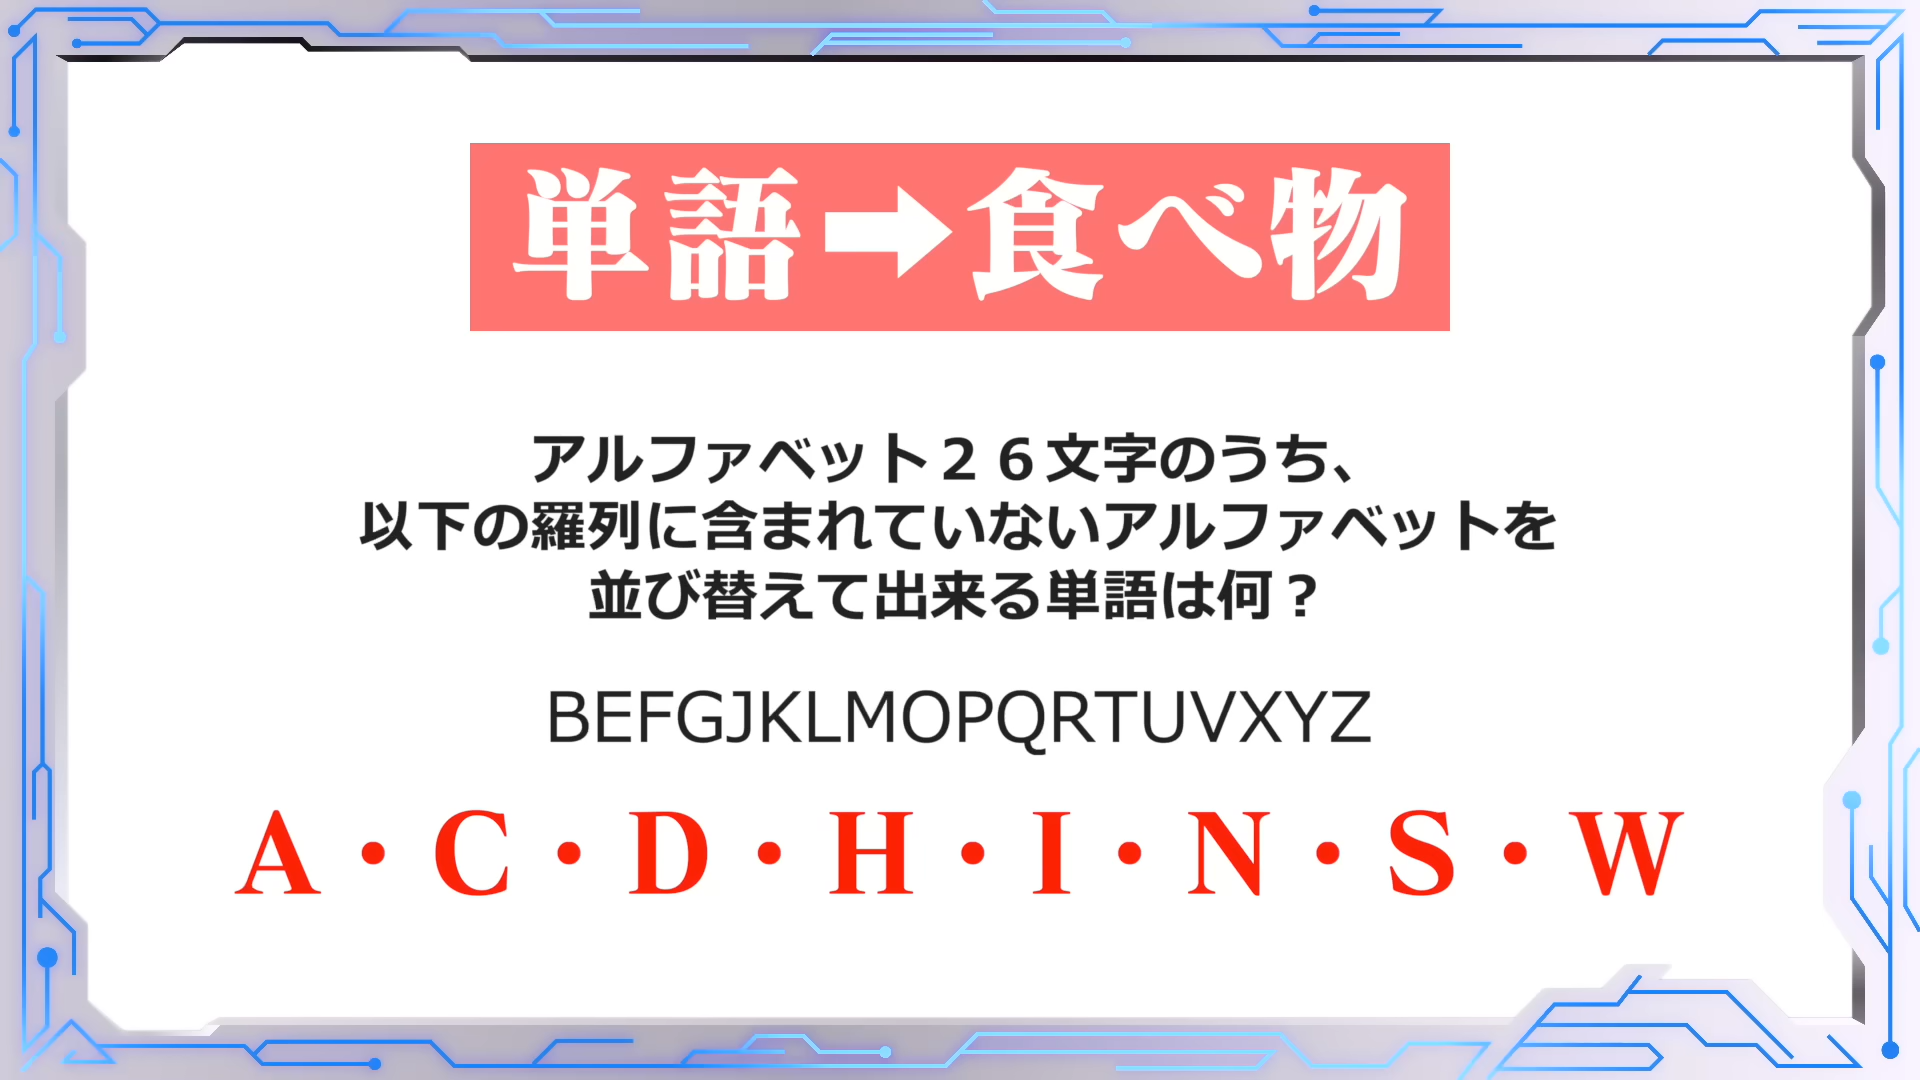 単語➡食べ物
アルファベット２６文字のうち、
以下の羅列に含まれていないアルファベットを
並び替えて出来る単語は何？
BEFGJKLMOPQRTUVXYZ
A・C・D・H・I・N・S・W